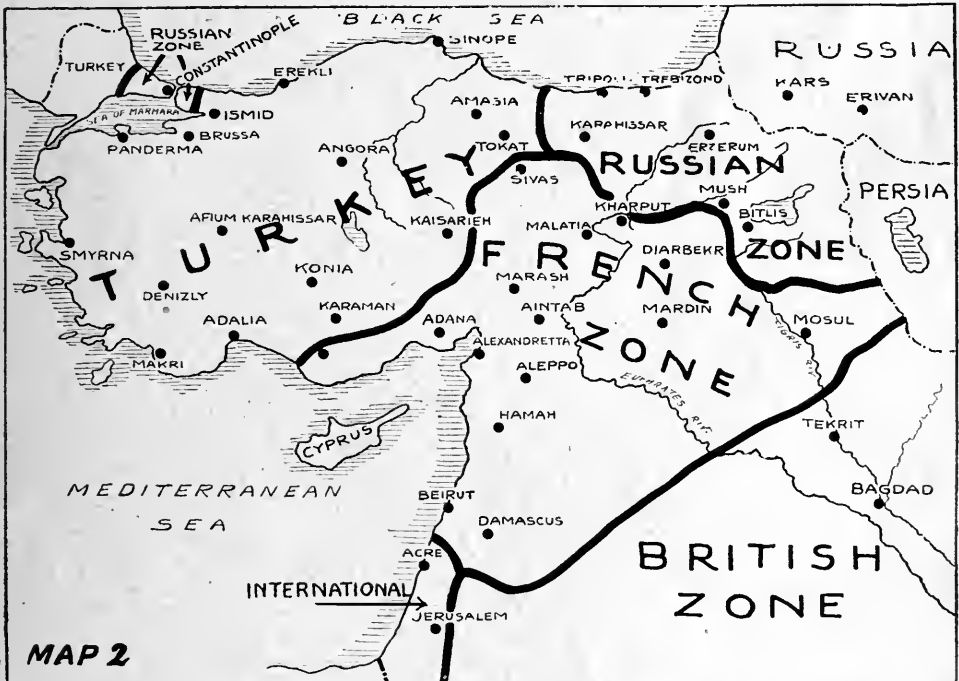 BLACK SEA
RUSSIAN
ZONE
CONSTANTINOPLE
TURKEY
SINOPE
EREKLI
RUSSIA
TRIPOLI
TREBIZOND
KARS
ERIVAN
SEA OF MARMARA
ISMID
AMASIA
PANDERMA
BRUSSA
ANGORA
TOKAT
KARAHISSAR
ERZERUM
SIVAS
RUSSIAN
ZONE
MUSH
PERSIA
AFIUM KARAHISSAR
KAISARIEH
MALATIA
KHARPUT
BITLIS
SMYRNA
TURKEY
FRENCH
ZONE
DIARBEKR
KONIA
MARASH
DENIZLY
KARAMAN
AINTAB
MARDIN
MOSUL
TIGRIS RIV.
ADALIA
ADANA
MAKRI
ALEXANDRETTA
ALEPPO
EUPHRATES RIV.
HAMAH
TEKRIT
CYPRUS
MEDITERRANEAN
SEA
BEIRUT
BAGDAD
DAMASCUS
ACRE
BRITISH
ZONE
INTERNATIONAL
JERUSALEM
MAP 2